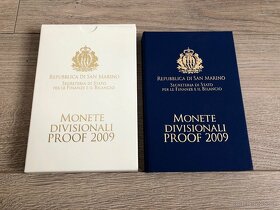 Repubblica di San Marino
Segreteria di Stato
per le Finanze e il Bilancio
Monete
Divisionali
Proof 2009
Repubblica di San Marino
Segreteria di Stato
per le Finanze e il Bilancio
Monete
Divisionali
Proof 2009